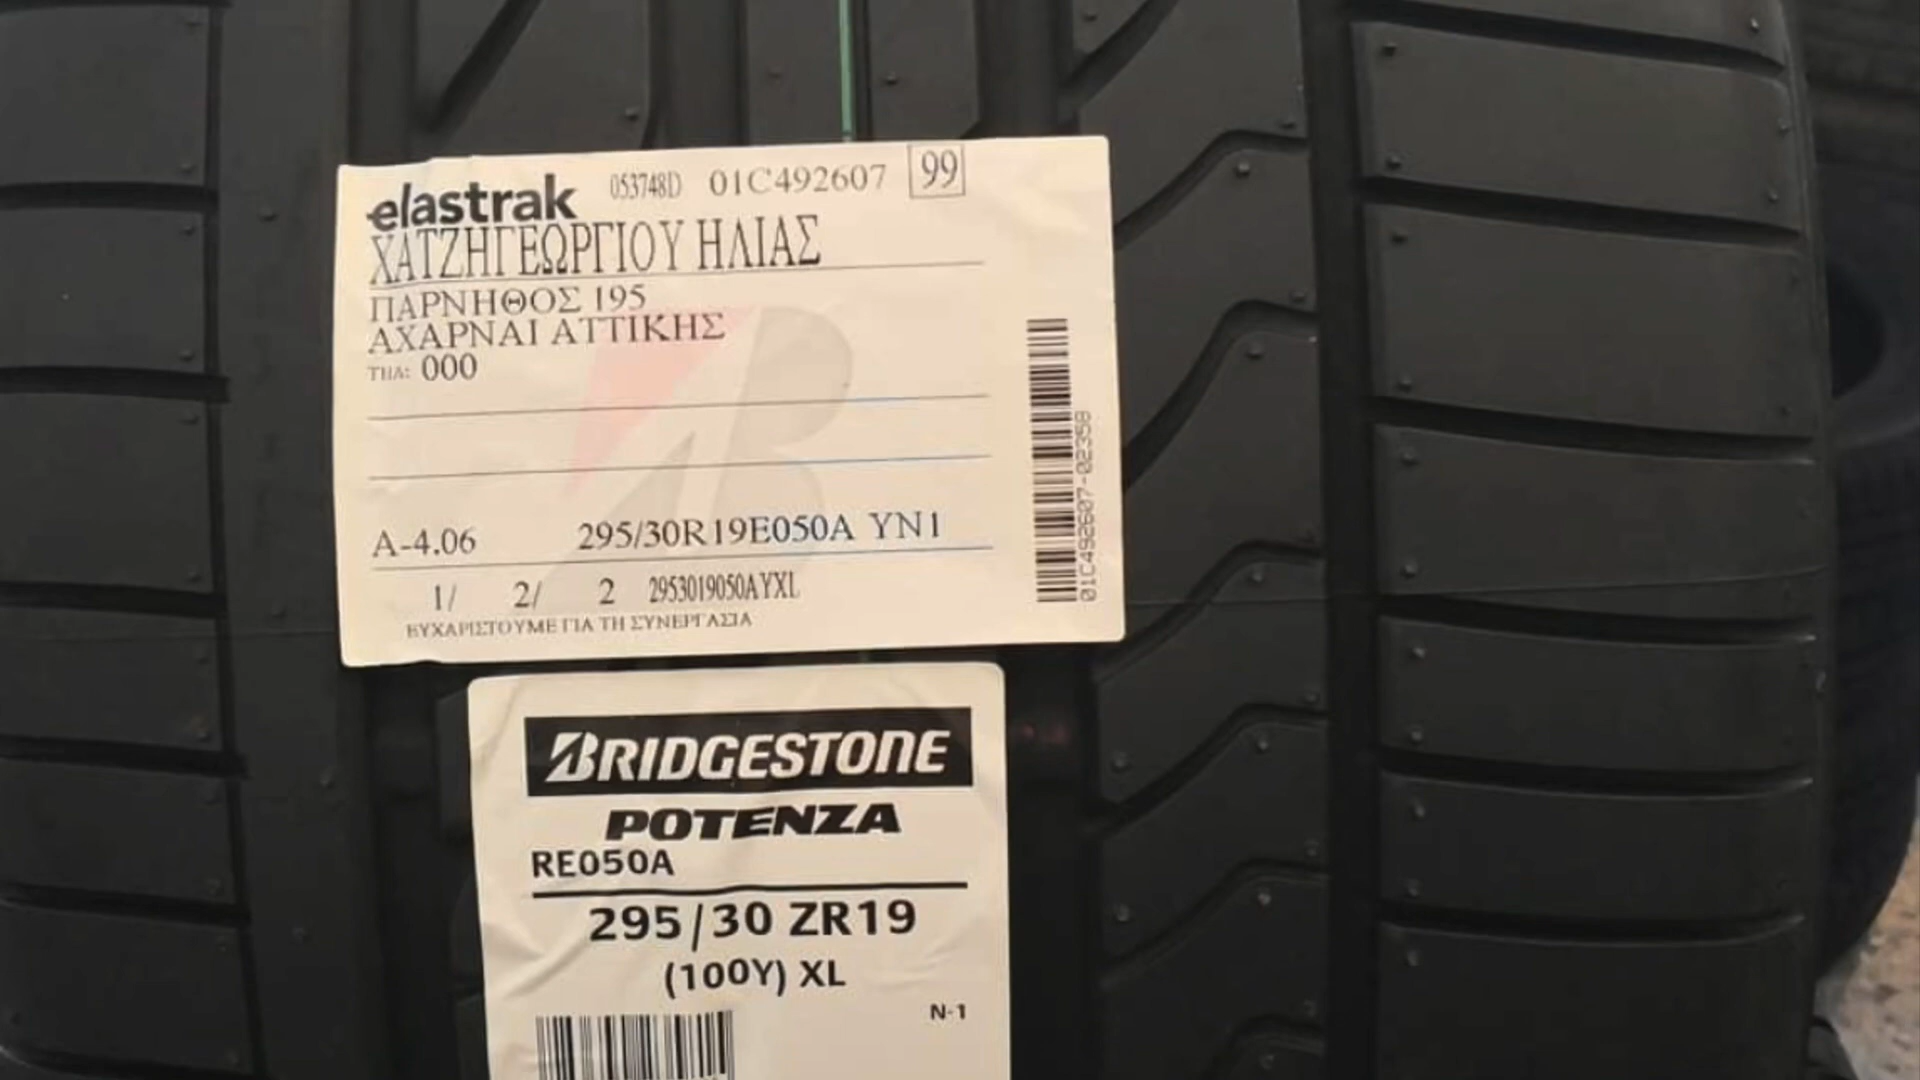 elastrak 053748D 01C492607 99
ΧΑΤΖΗΓΕΩΡΓΙΟΥ ΗΛΙΑΣ
ΠΑΡΝΗΘΟΣ 195
ΑΧΑΡΝΑΙ ΑΤΤΙΚΗΣ
ΤΗΛ: 000
A-4.06 295/30R19E050A YN1
1/ 2/ 2 2953019050AYXL
ΕΥΧΑΡΙΣΤΟΥΜΕ ΓΙΑ ΤΗ ΣΥΝΕΡΓΑΣΙΑ
01C492607-02358
BRIDGESTONE
POTENZA
RE050A
295/30 ZR19
(100Y) XL
N-1